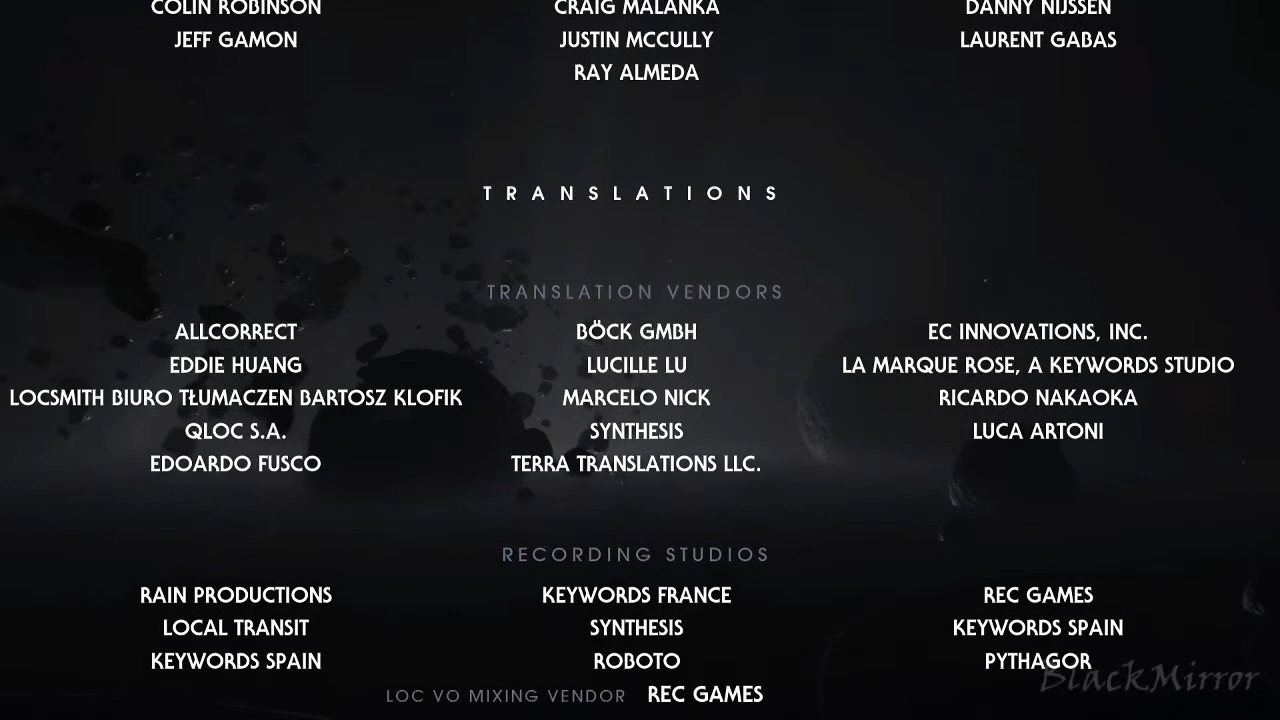 COLIN ROBINSON CRAIG MALANKA DANNY NIJSSEN
JEFF GAMON JUSTIN MCCULLY LAURENT GABAS
RAY ALMEDA
TRANSLATIONS
TRANSLATION VENDORS
ALLCORRECT BÖCK GMBH EC INNOVATIONS, INC.
EDDIE HUANG LUCILLE LU LA MARQUE ROSE, A KEYWORDS STUDIO
LOCSMITH BIURO TŁUMACZEN BARTOSZ KLOFIK MARCELO NICK RICARDO NAKAOKA
QLOC S.A. SYNTHESIS LUCA ARTONI
EDOARDO FUSCO TERRA TRANSLATIONS LLC.
RECORDING STUDIOS
RAIN PRODUCTIONS KEYWORDS FRANCE REC GAMES
LOCAL TRANSIT SYNTHESIS KEYWORDS SPAIN
KEYWORDS SPAIN ROBOTO PYTHAGOR
BlackMirror
LOC VO MIXING VENDOR REC GAMES